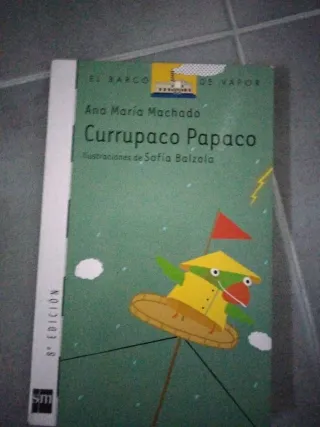 EL BARCO DE VAPOR
Ana María Machado
Currupaco Papaco
Ilustraciones de Sofía Balzola
8ª EDICIÓN
sm